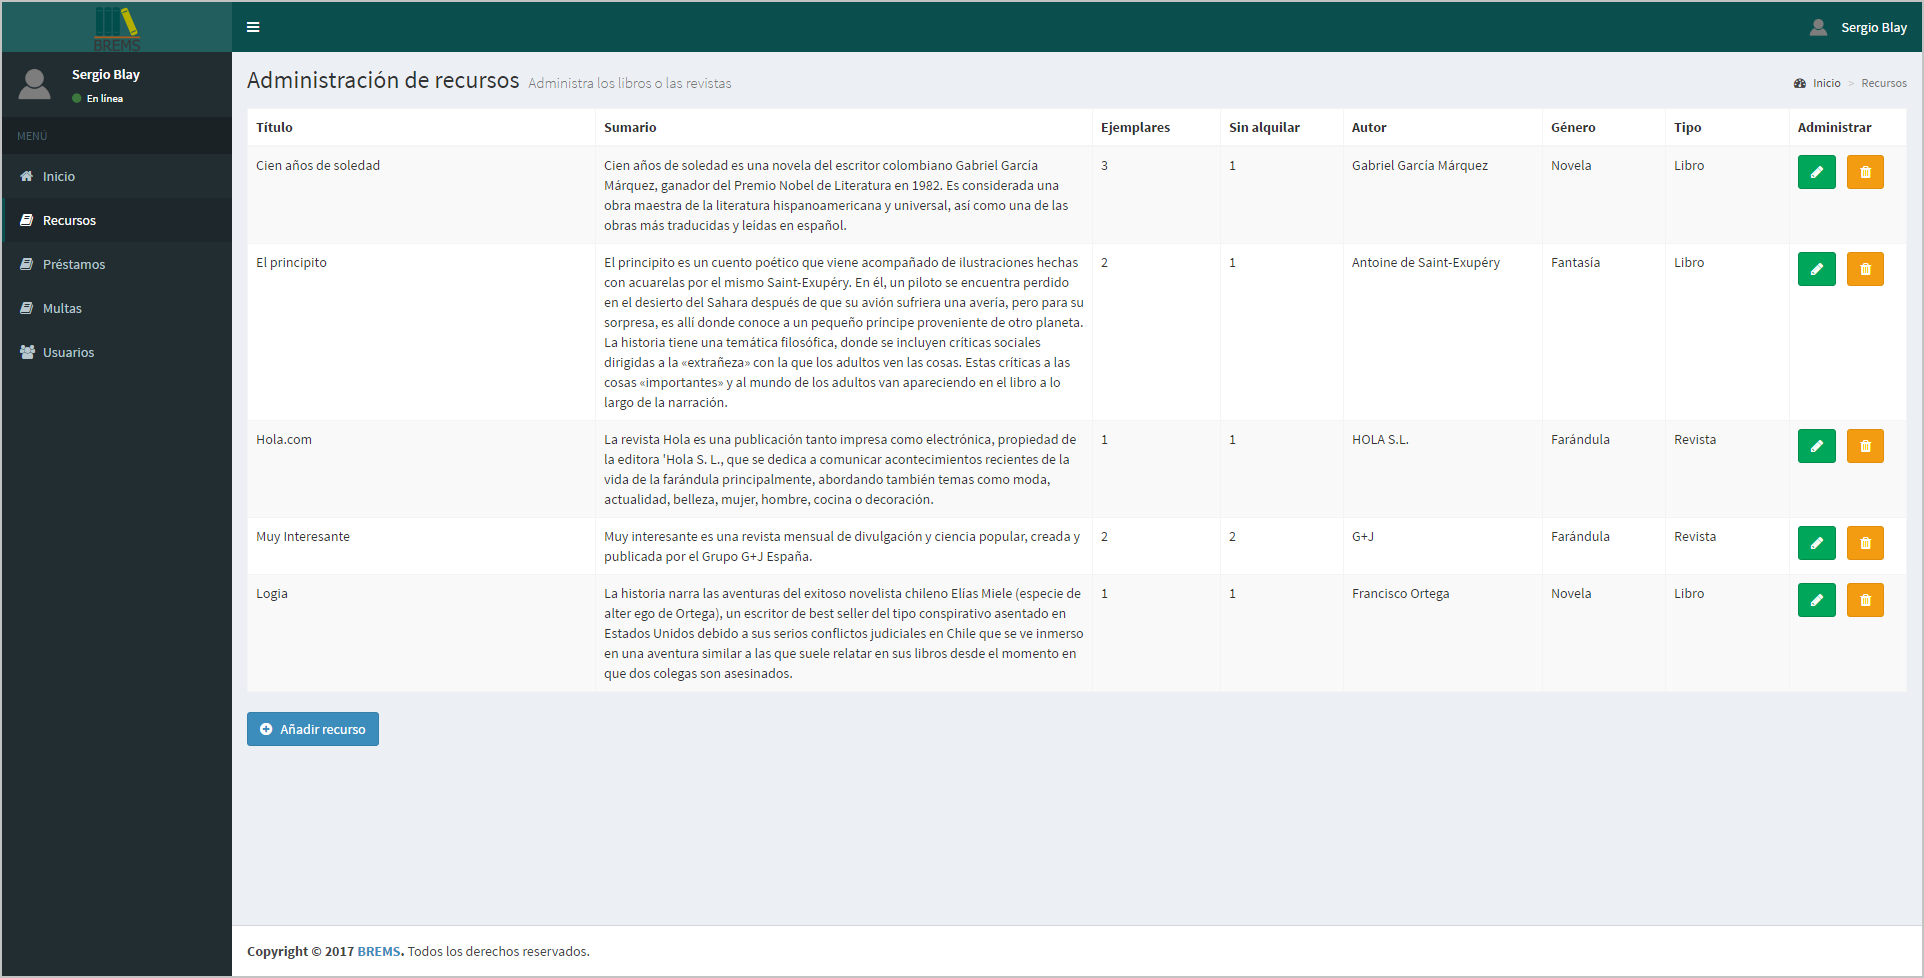 BREMS
Sergio Blay
Sergio Blay
En línea
MENÚ
Inicio
Recursos
Préstamos
Multas
Usuarios
Administración de recursos Administra los libros o las revistas
Inicio > Recursos
Título Sumario Ejemplares Sin alquilar Autor Género Tipo Administrar
Cien años de soledad Cien años de soledad es una novela del escritor colombiano Gabriel García 3 1 Gabriel García Márquez Novela Libro
Márquez, ganador del Premio Nobel de Literatura en 1982. Es considerada una
obra maestra de la literatura hispanoamericana y universal, así como una de las
obras más traducidas y leídas en español.
El principito El principito es un cuento poético que viene acompañado de ilustraciones hechas 2 1 Antoine de Saint-Exupéry Fantasía Libro
con acuarelas por el mismo Saint-Exupéry. En él, un piloto se encuentra perdido
en el desierto del Sahara después de que su avión sufriera una avería, pero para su
sorpresa, es allí donde conoce a un pequeño príncipe proveniente de otro planeta.
La historia tiene una temática filosófica, donde se incluyen críticas sociales
dirigidas a la «extrañeza» con la que los adultos ven las cosas. Estas críticas a las
cosas «importantes» y al mundo de los adultos van apareciendo en el libro a lo
largo de la narración.
Hola.com La revista Hola es una publicación tanto impresa como electrónica, propiedad de 1 1 HOLA S.L. Farándula Revista
la editora 'Hola S. L., que se dedica a comunicar acontecimientos recientes de la
vida de la farándula principalmente, abordando también temas como moda,
actualidad, belleza, mujer, hombre, cocina o decoración.
Muy Interesante Muy interesante es una revista mensual de divulgación y ciencia popular, creada y 2 2 G+J Farándula Revista
publicada por el Grupo G+J España.
Logia La historia narra las aventuras del exitoso novelista chileno Elías Miele (especie de 1 1 Francisco Ortega Novela Libro
alter ego de Ortega), un escritor de best seller del tipo conspirativo asentado en
Estados Unidos debido a sus serios conflictos judiciales en Chile que se ve inmerso
en una aventura similar a las que suele relatar en sus libros desde el momento en
que dos colegas son asesinados.
Añadir recurso
Copyright © 2017 BREMS. Todos los derechos reservados.